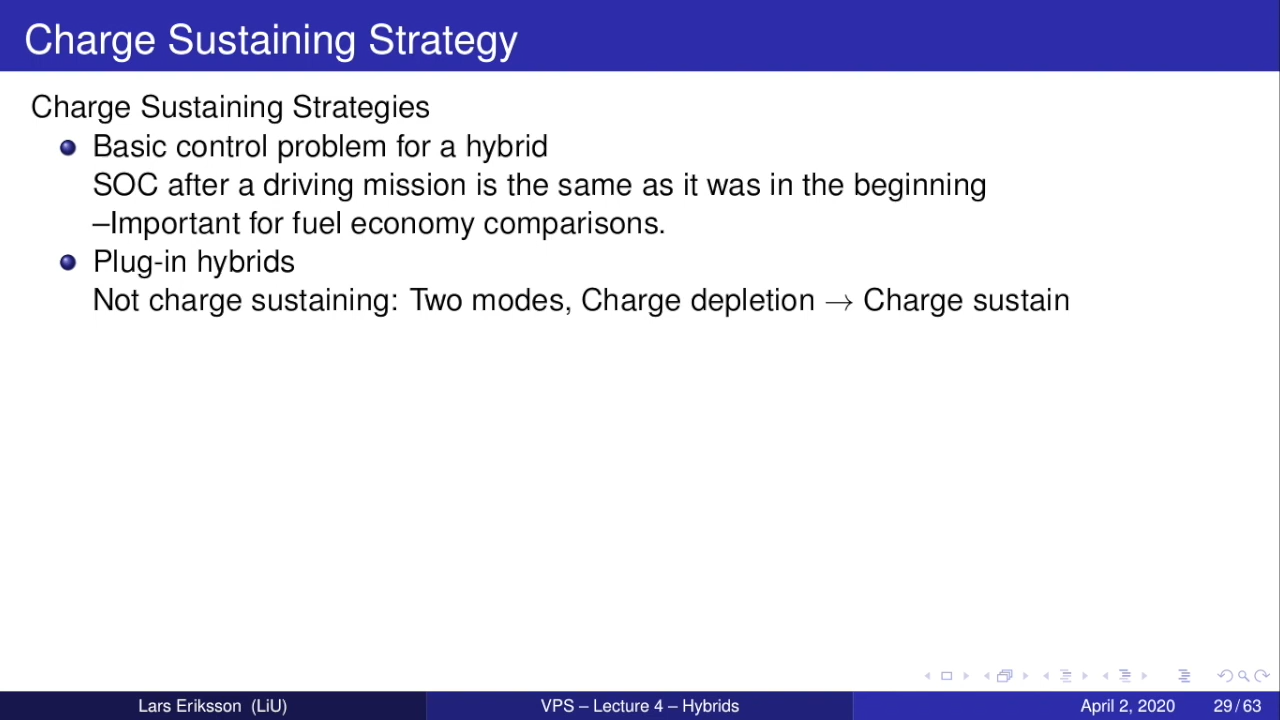 Charge Sustaining Strategy
Charge Sustaining Strategies
Basic control problem for a hybrid
SOC after a driving mission is the same as it was in the beginning
–Important for fuel economy comparisons.
Plug-in hybrids
Not charge sustaining: Two modes, Charge depletion → Charge sustain
Lars Eriksson (LiU)
VPS – Lecture 4 – Hybrids
April 2, 2020
29 / 63